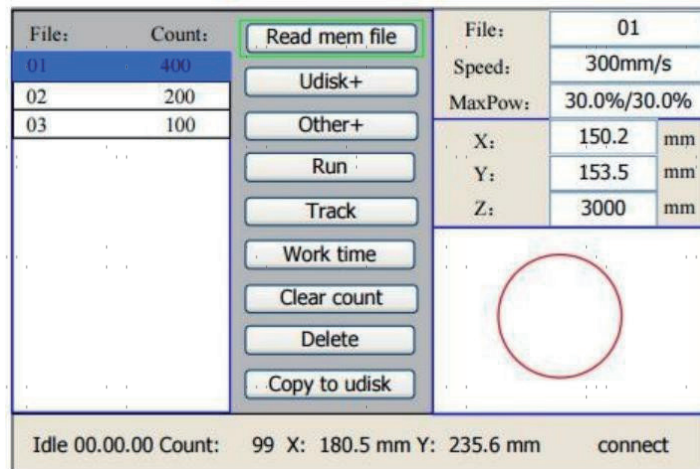 File: Count:
01 400
02 200
03 100
Read mem file
Udisk+
Other+
Run
Track
Work time
Clear count
Delete
Copy to udisk
File: 01
Speed: 300mm/s
MaxPow: 30.0%/30.0%
X: 150.2 mm
Y: 153.5 mm
Z: 3000 mm
Idle 00.00.00 Count: 99 X: 180.5 mm Y: 235.6 mm connect